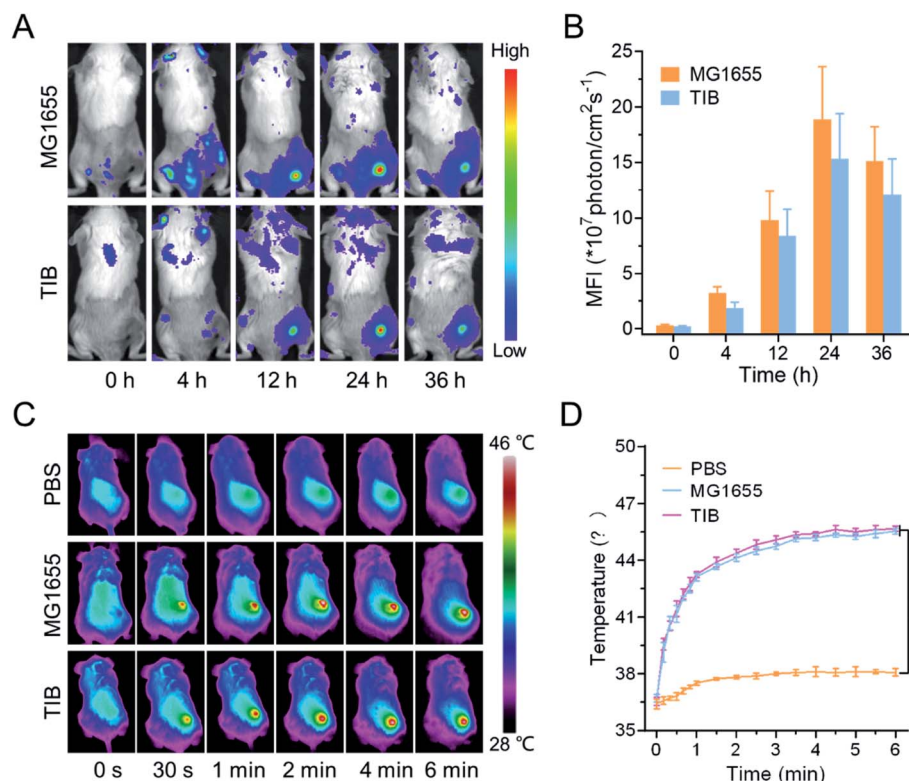 A
MG1655
TIB
0 h 4 h 12 h 24 h 36 h
High
Low
B
MG1655
TIB
MFI (*10⁷photon/cm²s⁻¹)
25
20
15
10
5
0
0 4 12 24 36
Time (h)
C
PBS
MG1655
TIB
0 s 30 s 1 min 2 min 4 min 6 min
46 ℃
28 ℃
D
PBS
MG1655
TIB
Temperature (? )
50
46
42
38
35
0 1 2 3 4 5 6
Time (min)